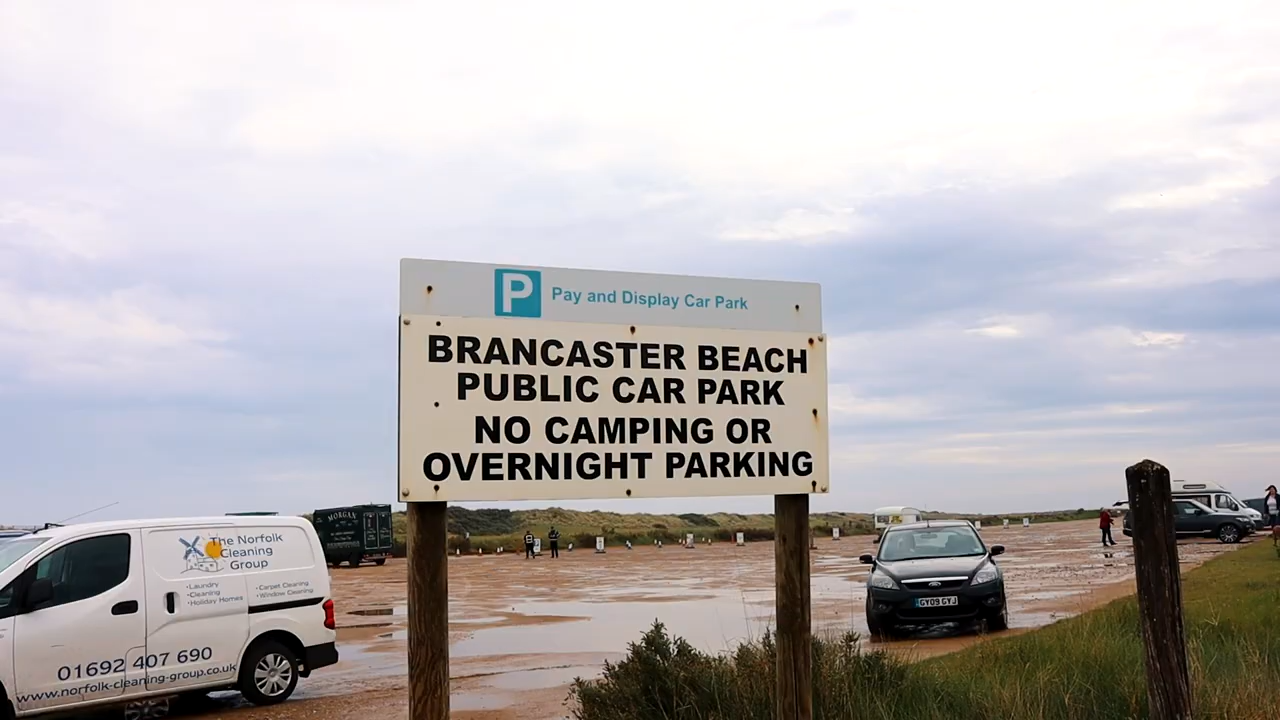 P Pay and Display Car Park
BRANCASTER BEACH
PUBLIC CAR PARK
NO CAMPING OR
OVERNIGHT PARKING
MORGAN
The Norfolk
Cleaning
Group
•Laundry
•Cleaning
•Holiday Homes
•Carpet Cleaning
•Window Cleaning
01692 407 690
www.norfolk-cleaning-group.co.uk
GY09 GYJ